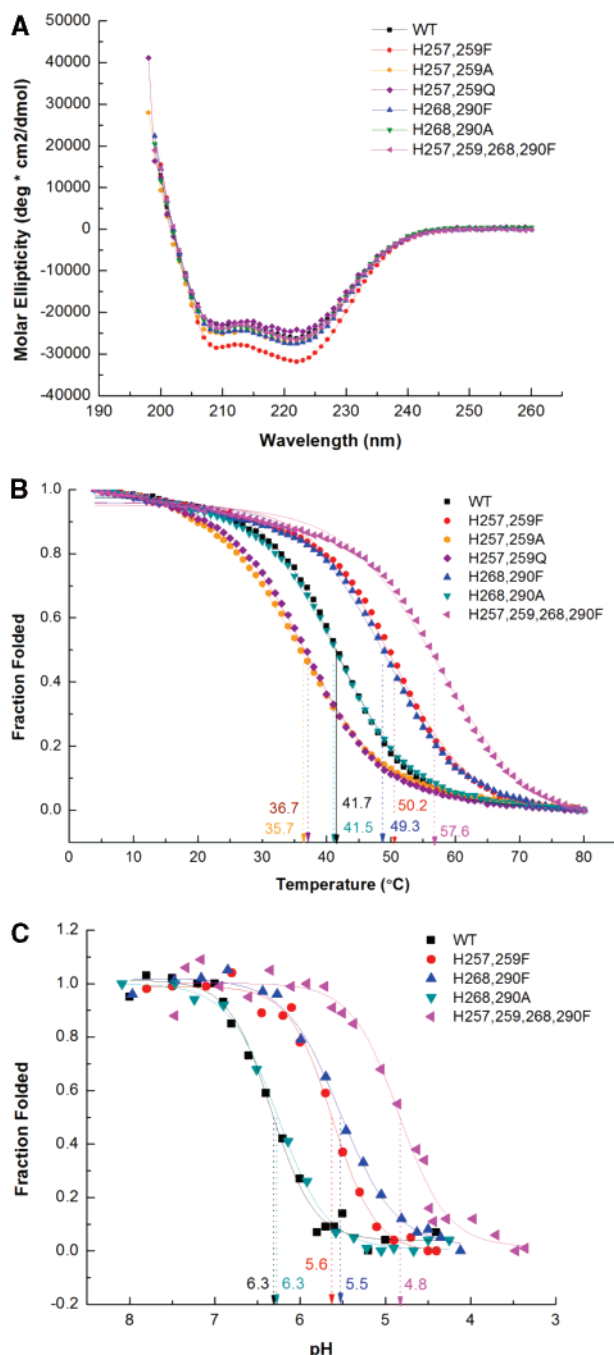 A
50000
40000
30000
20000
10000
0
-10000
-20000
-30000
-40000
Molar Ellipticity (deg * cm2/dmol)
WT
H257,259F
H257,259A
H257,259Q
H268,290F
H268,290A
H257,259,268,290F
190 200 210 220 230 240 250 260
Wavelength (nm)
B
1.0
0.8
0.6
0.4
0.2
0.0
Fraction Folded
WT
H257,259F
H257,259A
H257,259Q
H268,290F
H268,290A
H257,259,268,290F
36.7 41.7 50.2
35.7 41.5 49.3 57.6
0 10 20 30 40 50 60 70 80
Temperature (°C)
C
1.2
1.0
0.8
0.6
0.4
0.2
0.0
-0.2
Fraction Folded
WT
H257,259F
H268,290F
H268,290A
H257,259,268,290F
5.6
6.3 6.3 5.5 4.8
8 7 6 5 4 3
pH